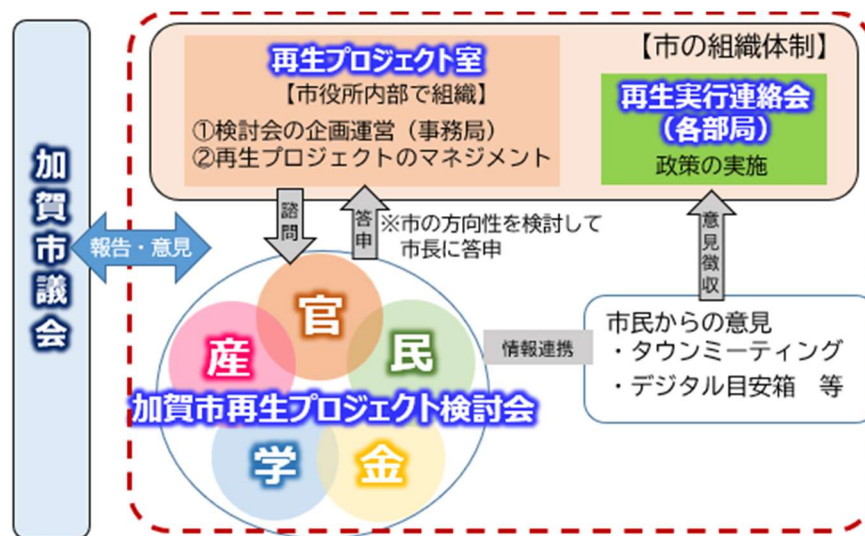 加賀市議会
【市の組織体制】
再生プロジェクト室
【市役所内部で組織】
①検討会の企画運営（事務局）
②再生プロジェクトのマネジメント
再生実行連絡会
（各部局）
政策の実施
諮問
答申
※市の方向性を検討して
市長に答申
意見徴収
報告・意見
官
産
民
加賀市再生プロジェクト検討会
学
金
情報連携
市民からの意見
・タウンミーティング
・デジタル目安箱　等